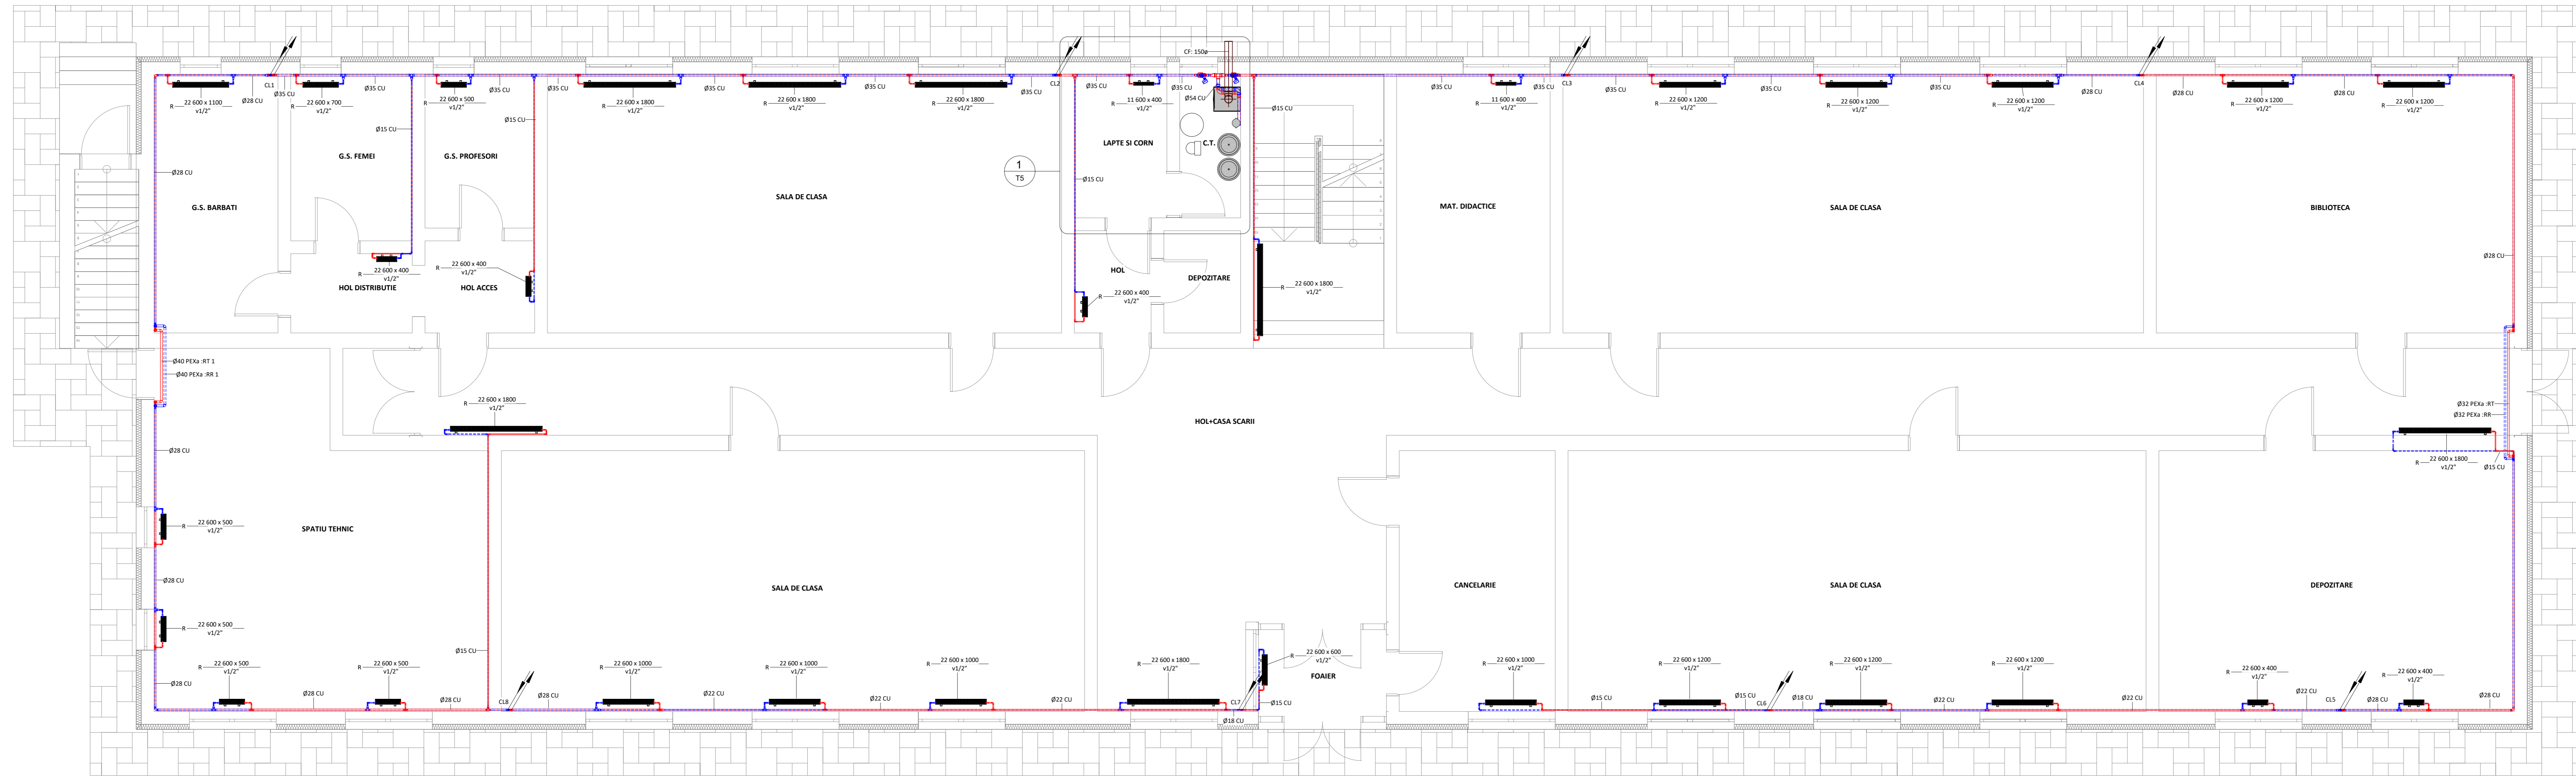 CF: 150ø
CL1
CL2
CL3
CL4
R 22 600 x 1100
v1/2"
Ø28 CU
Ø35 CU
R 22 600 x 700
v1/2"
Ø35 CU
R 22 600 x 500
v1/2"
Ø35 CU
Ø35 CU
R 22 600 x 1800
v1/2"
Ø35 CU
R 22 600 x 1800
v1/2"
Ø35 CU
R 22 600 x 1800
v1/2"
Ø35 CU
Ø35 CU
R 11 600 x 400
v1/2"
Ø35 CU
Ø54 CU
Ø15 CU
Ø35 CU
R 11 600 x 400
v1/2"
Ø35 CU
Ø35 CU
R 22 600 x 1200
v1/2"
Ø35 CU
R 22 600 x 1200
v1/2"
Ø35 CU
R 22 600 x 1200
v1/2"
Ø28 CU
Ø28 CU
R 22 600 x 1200
v1/2"
Ø28 CU
R 22 600 x 1200
v1/2"
Ø15 CU
Ø15 CU
G.S. FEMEI
G.S. PROFESORI
LAPTE SI CORN
C.T.
1
T5
Ø28 CU
Ø15 CU
G.S. BARBATI
SALA DE CLASA
MAT. DIDACTICE
SALA DE CLASA
BIBLIOTECA
Ø28 CU
R 22 600 x 400
v1/2"
R 22 600 x 400
v1/2"
HOL DISTRIBUTIE
HOL ACCES
HOL
DEPOZITARE
R 22 600 x 400
v1/2"
R 22 600 x 1800
v1/2"
Ø40 PEXa :RT 1
Ø40 PEXa :RR 1
R 22 600 x 1800
v1/2"
HOL+CASA SCARII
Ø32 PEXa :RT
Ø32 PEXa :RR
R 22 600 x 1800
v1/2"
Ø15 CU
Ø28 CU
R 22 600 x 500
v1/2"
SPATIU TEHNIC
Ø28 CU
SALA DE CLASA
CANCELARIE
SALA DE CLASA
DEPOZITARE
R 22 600 x 500
v1/2"
Ø15 CU
R 22 600 x 600
v1/2"
FOAIER
Ø28 CU
R 22 600 x 500
v1/2"
Ø28 CU
R 22 600 x 500
v1/2"
Ø28 CU
CL8
Ø28 CU
R 22 600 x 1000
v1/2"
Ø22 CU
R 22 600 x 1000
v1/2"
Ø22 CU
R 22 600 x 1000
v1/2"
Ø22 CU
R 22 600 x 1800
v1/2"
CL7
Ø18 CU
Ø15 CU
R 22 600 x 1000
v1/2"
Ø15 CU
R 22 600 x 1200
v1/2"
Ø15 CU
CL6
Ø18 CU
R 22 600 x 1200
v1/2"
Ø22 CU
R 22 600 x 1200
v1/2"
Ø22 CU
R 22 600 x 400
v1/2"
Ø22 CU
CL5
Ø28 CU
R 22 600 x 400
v1/2"
Ø28 CU